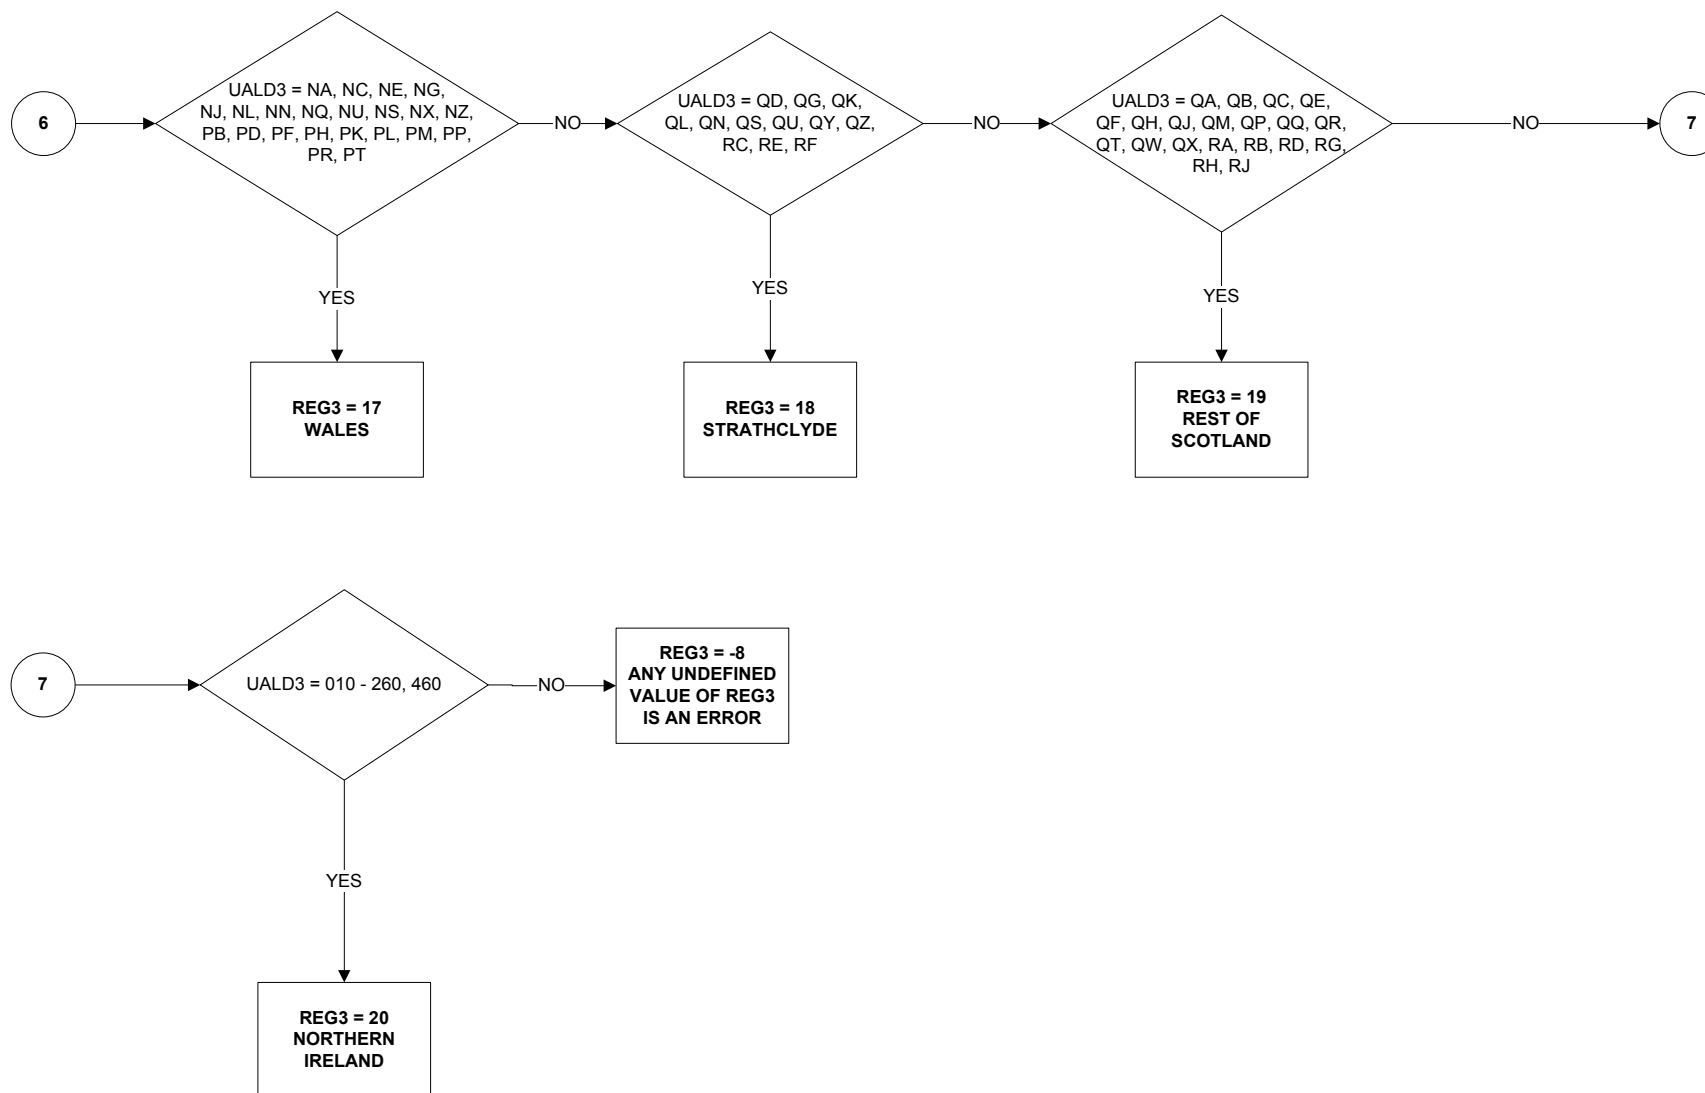 6
UALD3 = NA, NC, NE, NG,
NJ, NL, NN, NQ, NU, NS, NX, NZ,
PB, PD, PF, PH, PK, PL, PM, PP,
PR, PT
NO
UALD3 = QD, QG, QK,
QL, QN, QS, QU, QY, QZ,
RC, RE, RF
NO
UALD3 = QA, QB, QC, QE,
QF, QH, QJ, QM, QP, QQ, QR,
QT, QW, QX, RA, RB, RD, RG,
RH, RJ
NO
7
YES
YES
YES
REG3 = 17
WALES
REG3 = 18
STRATHCLYDE
REG3 = 19
REST OF
SCOTLAND
7
UALD3 = 010 - 260, 460
NO
REG3 = -8
ANY UNDEFINED
VALUE OF REG3
IS AN ERROR
YES
REG3 = 20
NORTHERN
IRELAND